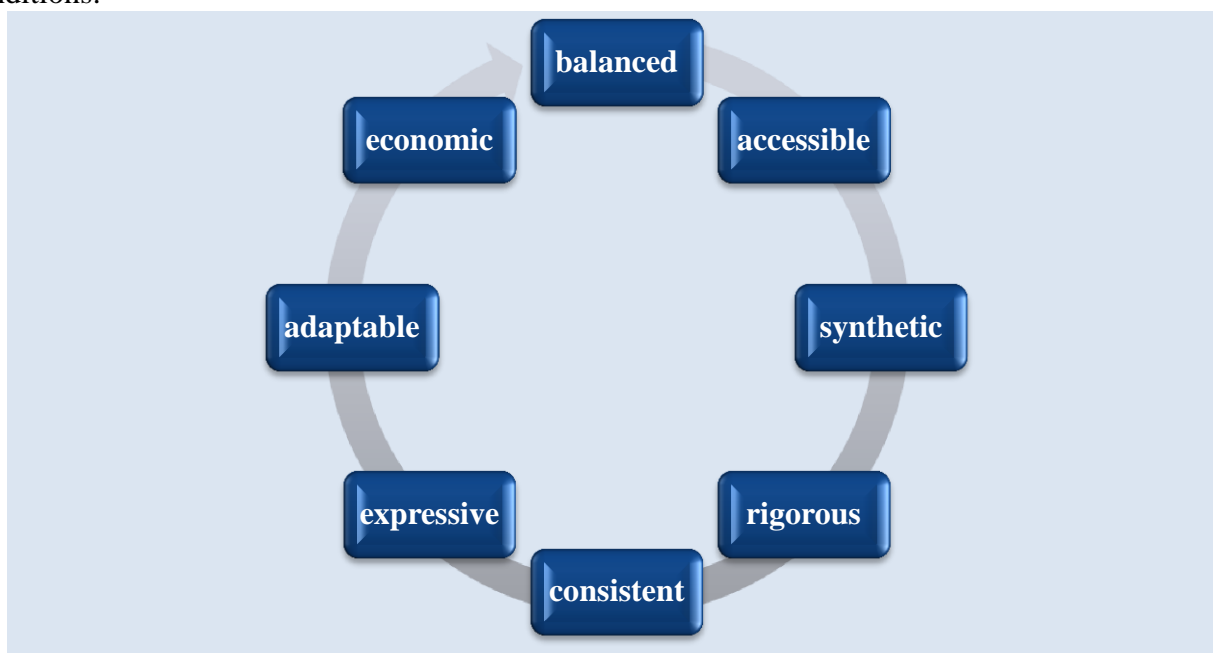 balanced
accessible
synthetic
rigorous
consistent
expressive
adaptable
economic